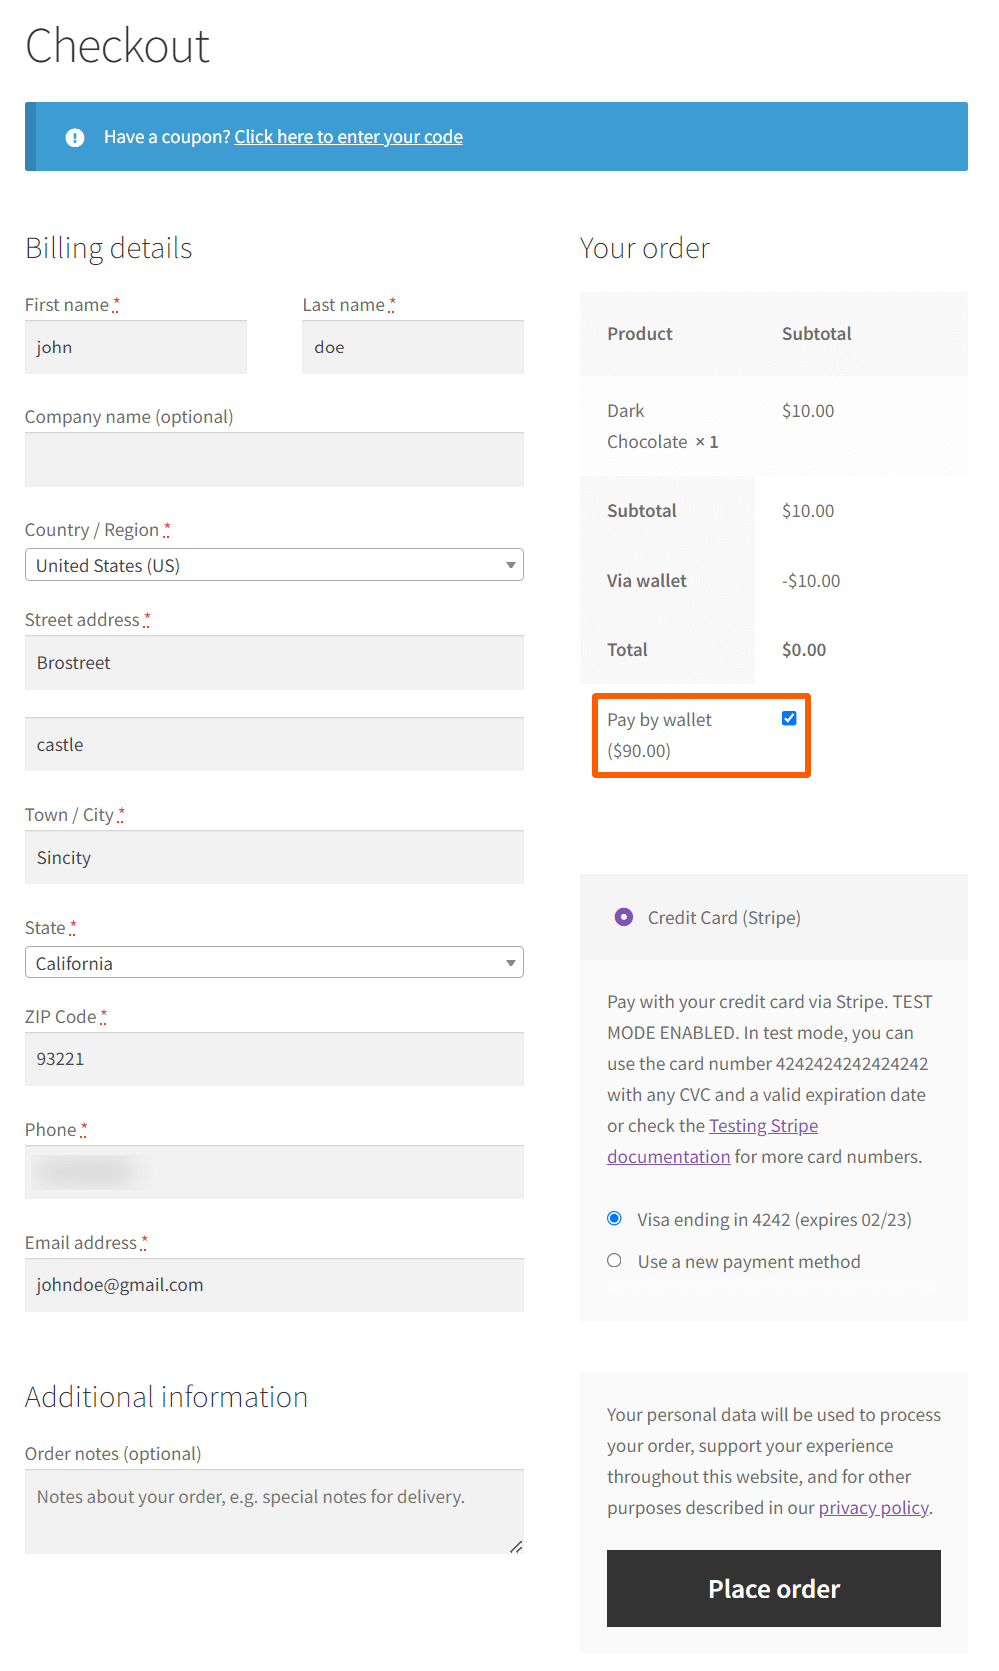 Checkout
Have a coupon? Click here to enter your code
Billing details
First name *
Last name *
john
doe
Company name (optional)
Country / Region *
United States (US)
Street address *
Brostreet
castle
Town / City *
Sincity
State *
California
ZIP Code *
93221
Phone *
Email address *
johndoe@gmail.com
Additional information
Order notes (optional)
Notes about your order, e.g. special notes for delivery.
Your order
Product Subtotal
Dark $10.00
Chocolate × 1
Subtotal $10.00
Via wallet -$10.00
Total $0.00
Pay by wallet
($90.00)
Credit Card (Stripe)
Pay with your credit card via Stripe. TEST
MODE ENABLED. In test mode, you can
use the card number 4242424242424242
with any CVC and a valid expiration date
or check the Testing Stripe
documentation for more card numbers.
Visa ending in 4242 (expires 02/23)
Use a new payment method
Your personal data will be used to process
your order, support your experience
throughout this website, and for other
purposes described in our privacy policy.
Place order